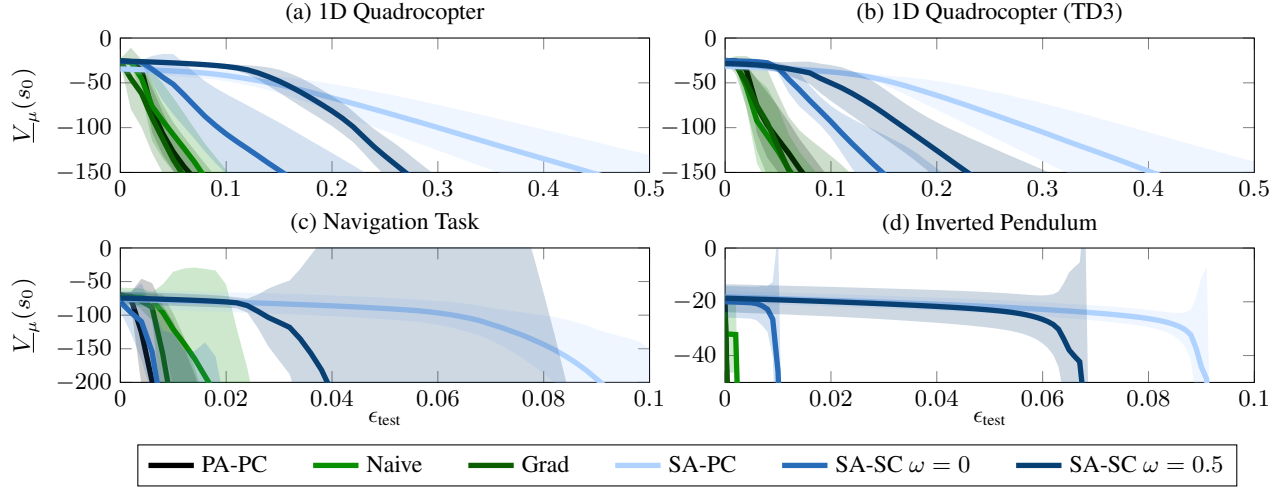 (a) 1D Quadrocopter
(b) 1D Quadrocopter (TD3)
0
−50
−100
−150
V_μ(s₀)
0 0.1 0.2 0.3 0.4 0.5
0
−50
−100
−150
0 0.1 0.2 0.3 0.4 0.5
(c) Navigation Task
(d) Inverted Pendulum
0
−50
−100
−150
−200
V_μ(s₀)
0 0.02 0.04 0.06 0.08 0.1
ϵtest
0
−20
−40
0 0.02 0.04 0.06 0.08 0.1
ϵtest
PA-PC Naive Grad SA-PC SA-SC ω = 0 SA-SC ω = 0.5